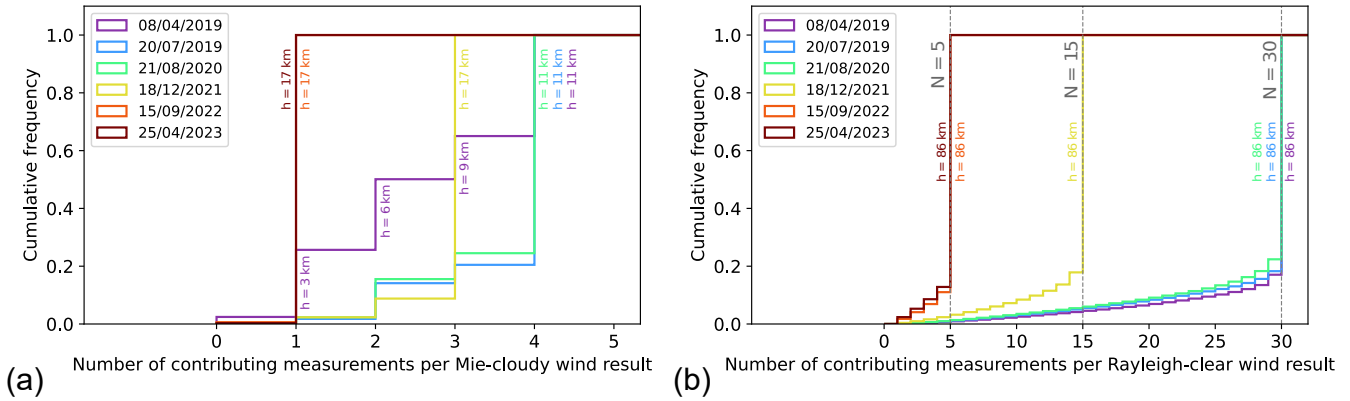 08/04/2019
20/07/2019
21/08/2020
18/12/2021
15/09/2022
25/04/2023
h = 17 km
h = 17 km
h = 3 km
h = 6 km
h = 9 km
h = 17 km
h = 11 km
h = 11 km
h = 11 km
Cumulative frequency
1.0
0.8
0.6
0.4
0.2
0.0
0 1 2 3 4 5
Number of contributing measurements per Mie-cloudy wind result
(a)
08/04/2019
20/07/2019
21/08/2020
18/12/2021
15/09/2022
25/04/2023
N = 5
N = 15
N = 30
h = 86 km
h = 86 km
h = 86 km
h = 86 km
h = 86 km
h = 86 km
Cumulative frequency
1.0
0.8
0.6
0.4
0.2
0.0
0 5 10 15 20 25 30
Number of contributing measurements per Rayleigh-clear wind result
(b)